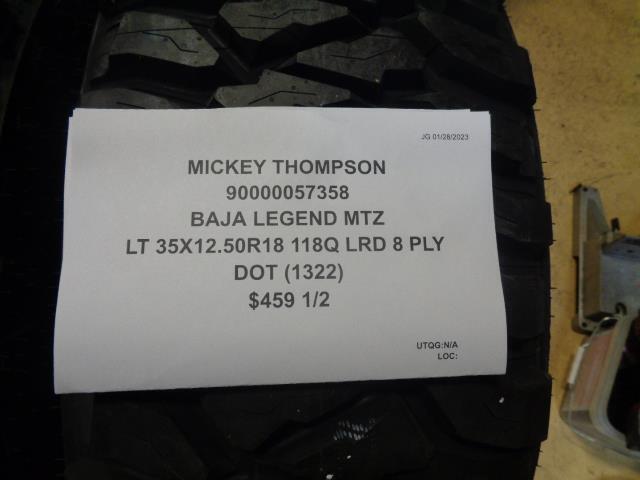 JG 01/28/2023
MICKEY THOMPSON
90000057358
BAJA LEGEND MTZ
LT 35X12.50R18 118Q LRD 8 PLY
DOT (1322)
$459 1/2
UTQG:N/A
LOC: